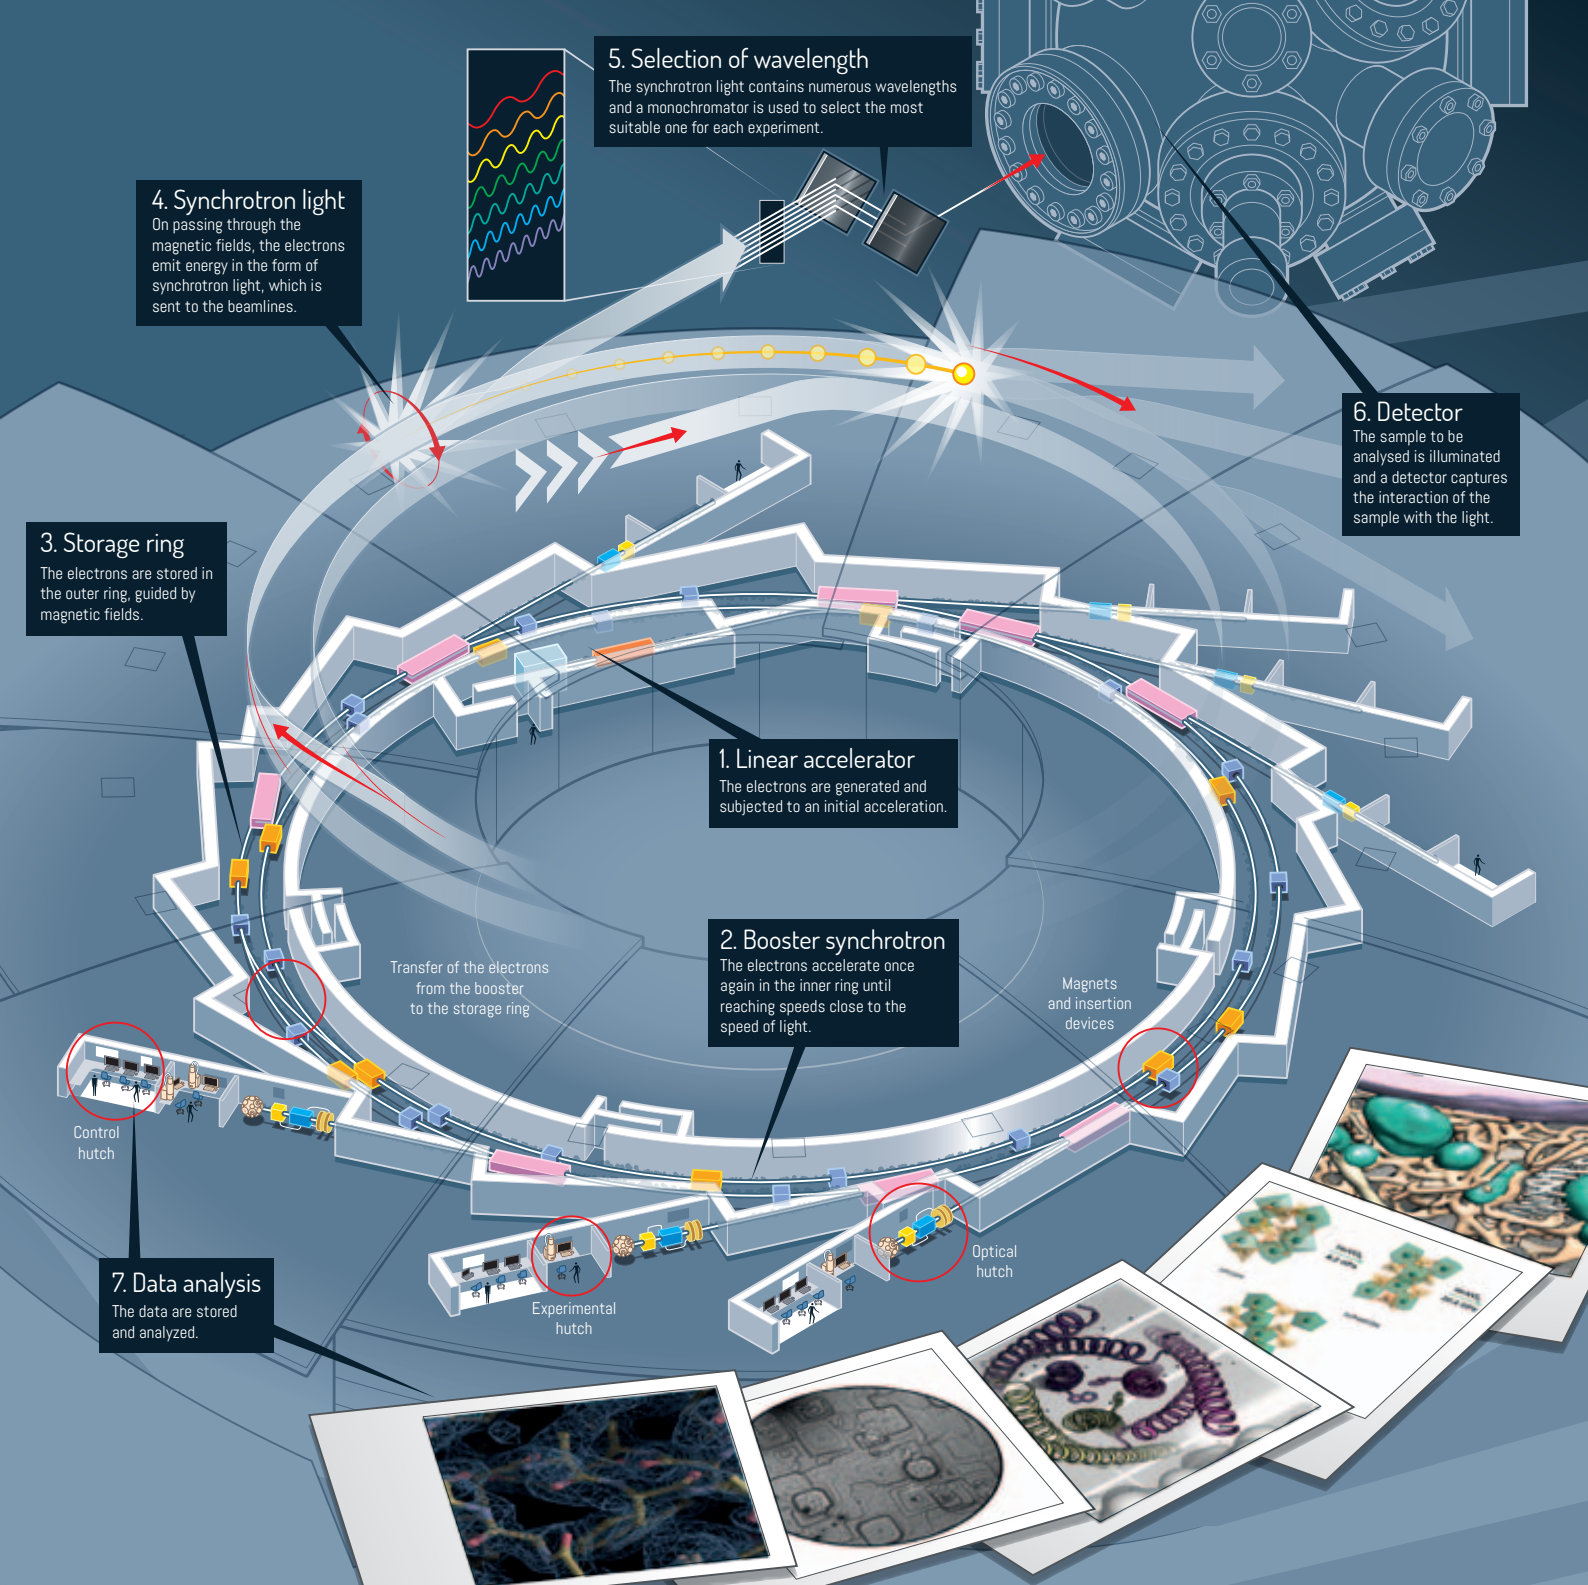 5. Selection of wavelength
The synchrotron light contains numerous wavelengths
and a monochromator is used to select the most
suitable one for each experiment.
4. Synchrotron light
On passing through the
magnetic fields, the electrons
emit energy in the form of
synchrotron light, which is
sent to the beamlines.
6. Detector
The sample to be
analysed is illuminated
and a detector captures
the interaction of the
sample with the light.
3. Storage ring
The electrons are stored in
the outer ring, guided by
magnetic fields.
1. Linear accelerator
The electrons are generated and
subjected to an initial acceleration.
2. Booster synchrotron
The electrons accelerate once
again in the inner ring until
reaching speeds close to the
speed of light.
Transfer of the electrons
from the booster
to the storage ring
Magnets
and insertion
devices
Control
hutch
Optical
hutch
Experimental
hutch
7. Data analysis
The data are stored
and analyzed.